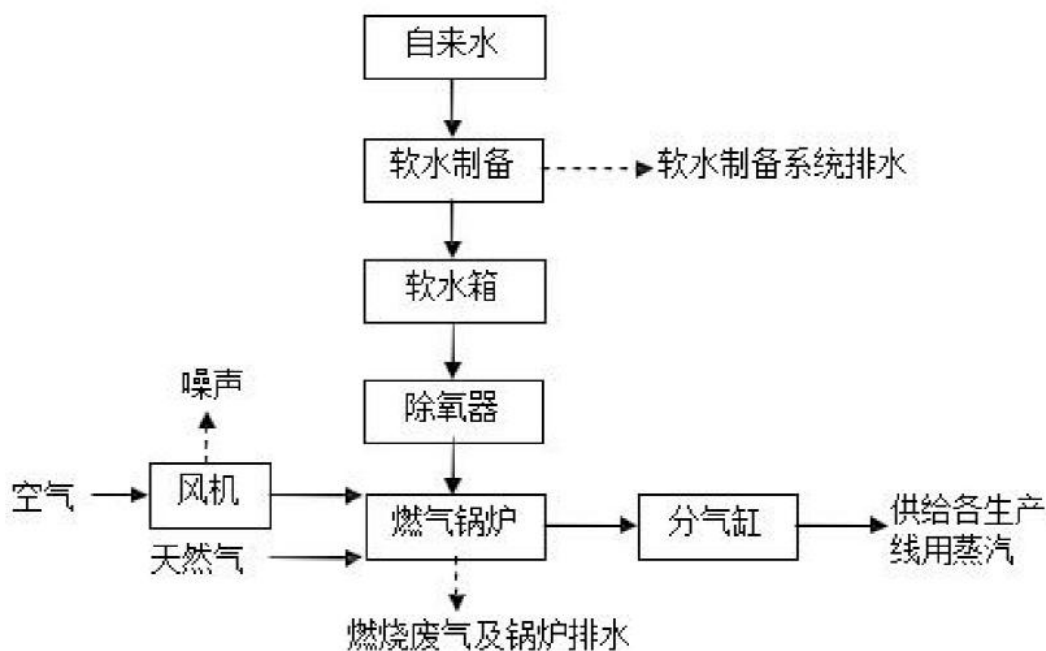 自来水
软水制备
软水制备系统排水
软水箱
噪声
除氧器
空气
风机
燃气锅炉
分气缸
供给各生产
线用蒸汽
天然气
燃烧废气及锅炉排水